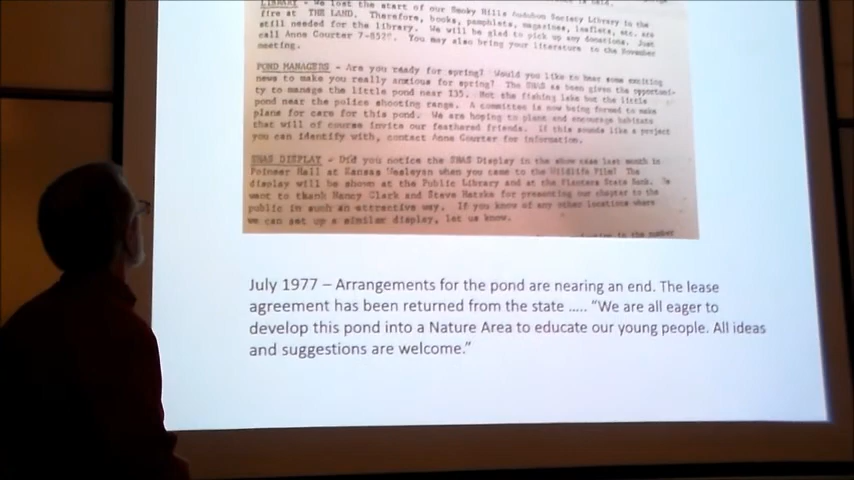 LIBRARY - We lost the start of our Smoky Hills Audubon Society Library in the
fire at THE LAND. Therefore, books, pamphlets, magazines, leaflets, etc. are
still needed for the library. We will be glad to pick up any donations. Just
call Anne Courter 7-852 . You may also bring your literature to the November
meeting.
POND MANAGERS - Are you ready for spring? Would you like to hear some exciting
news to make you really anxious for spring? The SHAS as been given the opportuni-
ty to manage the little pond near I35. Not the fishing lake but the little
pond near the police shooting range. A committee is now being formed to make
plans for care for this pond. We are hoping to plant and encourage habitats
that will of course invite our feathered friends. If this sounds like a project
you can identify with, contact Anne Courter for information.
SHAS DISPLAY - Did you notice the SHAS Display in the show case last month in
Poineer Hall at Kansas Wesleyan when you came to the Wildlife Film? The
display will be shown at the Public Library and at the Planters State Bank. We
want to thank Nancy Clark and Steve Hatzke for presenting our chapter to the
public in such an attractive way. If you know of any other locations where
we can set up a similar display, let us know.
in the number
July 1977 – Arrangements for the pond are nearing an end. The lease
agreement has been returned from the state ..... “We are all eager to
develop this pond into a Nature Area to educate our young people. All ideas
and suggestions are welcome.”